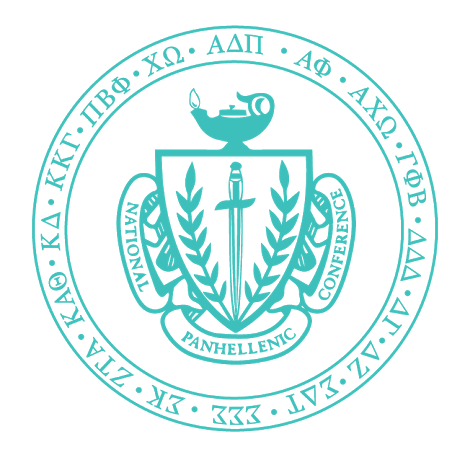 ΑΔΠ • ΑΦ • ΑΧΩ • ΓΦΒ • ΔΔΔ • ΔΓ • ΔΖ • ΣΔΤ • ΣΣΣ • ΣΚ • ΖΤΑ • ΚΑΘ • ΚΔ • ΚΚΓ • ΠΒΦ • ΧΩ •
NATIONAL
PANHELLENIC
CONFERENCE